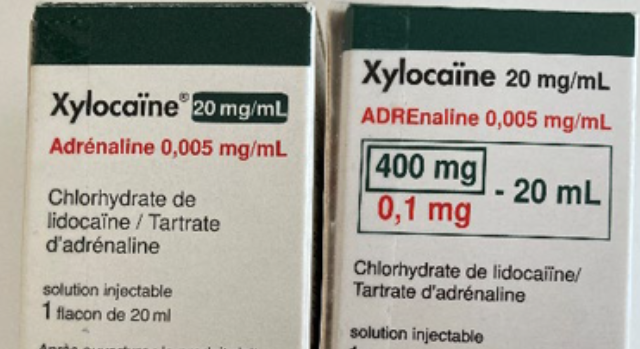 Xylocaïne® 20 mg/mL
Adrénaline 0,005 mg/mL
Chlorhydrate de
lidocaïne / Tartrate
d'adrénaline
solution injectable
1 flacon de 20 ml
Xylocaïne 20 mg/mL
ADREnaline 0,005 mg/mL
400 mg
0,1 mg
- 20 mL
Chlorhydrate de lidocaïine/
Tartrate d'adrénaline
solution injectable